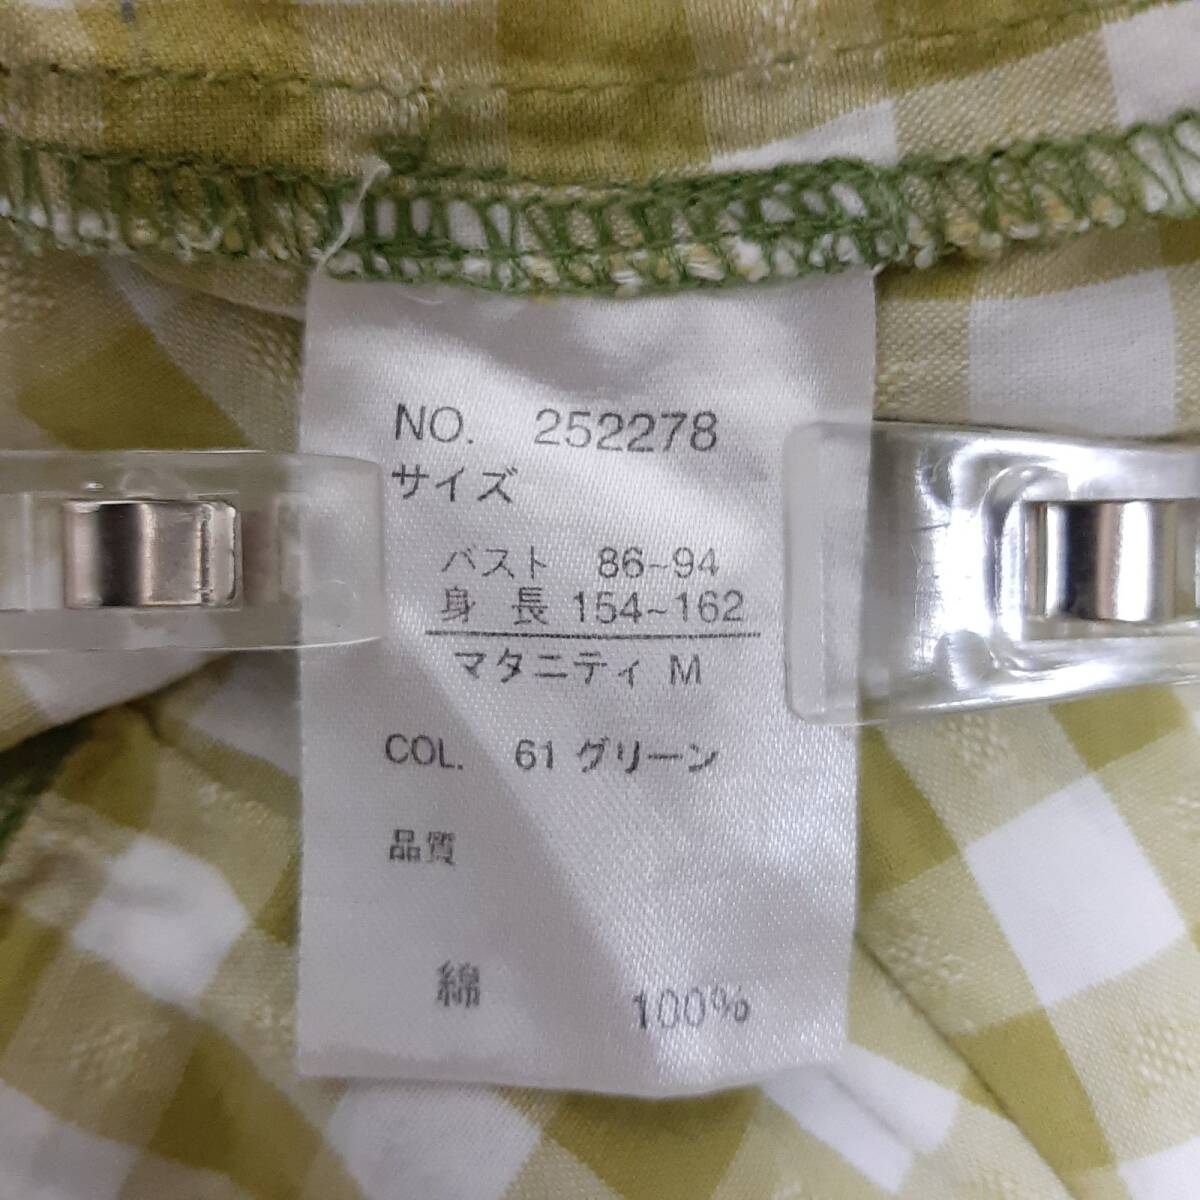 NO. 252278
サイズ
バスト 86~94
身 長 154~162
マタニティ M
COL. 61 グリーン
品質
綿 100%